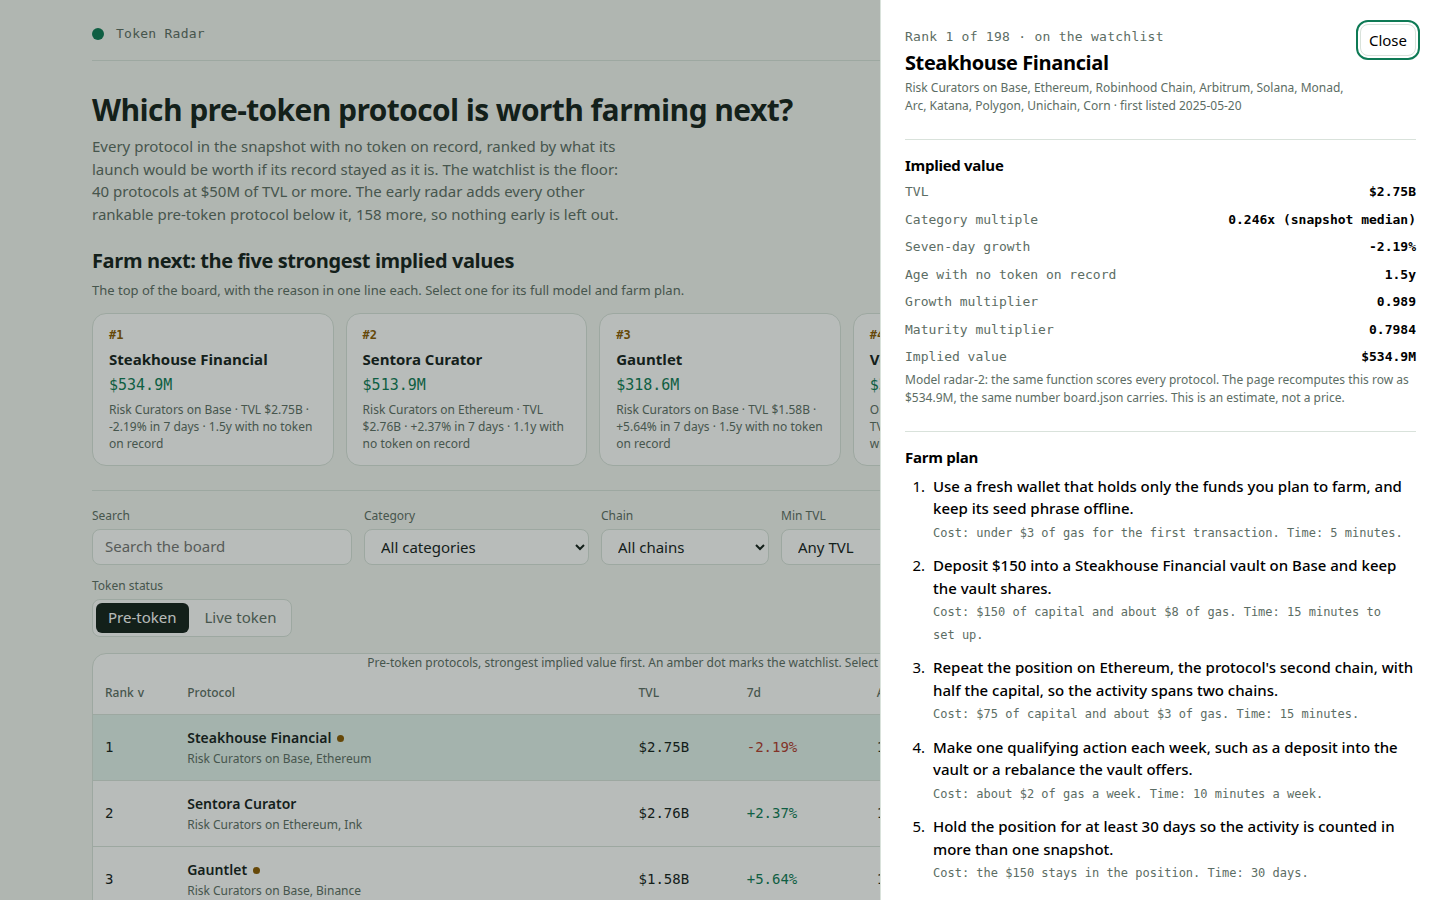 Token Radar
Which pre-token protocol is worth farming next?
Every protocol in the snapshot with no token on record, ranked by what its
launch would be worth if its record stayed as it is. The watchlist is the floor:
40 protocols at $50M of TVL or more. The early radar adds every other
rankable pre-token protocol below it, 158 more, so nothing early is left out.
Farm next: the five strongest implied values
The top of the board, with the reason in one line each. Select one for its full model and farm plan.
#1
Steakhouse Financial
$534.9M
Risk Curators on Base · TVL $2.75B ·
-2.19% in 7 days · 1.5y with no token
on record
#2
Sentora Curator
$513.9M
Risk Curators on Ethereum · TVL
$2.76B · +2.37% in 7 days · 1.1y with
no token on record
#3
Gauntlet
$318.6M
Risk Curators on Base · TVL $1.58B ·
+5.64% in 7 days · 1.5y with no token
on record
Search
Category
Chain
Min TVL
Search the board
All categories
All chains
Any TVL
Token status
Pre-token
Live token
Pre-token protocols, strongest implied value first. An amber dot marks the watchlist. Select
Rank v
Protocol
TVL
7d
1
Steakhouse Financial
Risk Curators on Base, Ethereum
$2.75B
-2.19%
2
Sentora Curator
Risk Curators on Ethereum, Ink
$2.76B
+2.37%
3
Gauntlet
Risk Curators on Base, Binance
$1.58B
+5.64%
Rank 1 of 198 · on the watchlist
Close
Steakhouse Financial
Risk Curators on Base, Ethereum, Robinhood Chain, Arbitrum, Solana, Monad,
Arc, Katana, Polygon, Unichain, Corn · first listed 2025-05-20
Implied value
TVL $2.75B
Category multiple 0.246x (snapshot median)
Seven-day growth -2.19%
Age with no token on record 1.5y
Growth multiplier 0.989
Maturity multiplier 0.7984
Implied value $534.9M
Model radar-2: the same function scores every protocol. The page recomputes this row as
$534.9M, the same number board.json carries. This is an estimate, not a price.
Farm plan
1. Use a fresh wallet that holds only the funds you plan to farm, and
keep its seed phrase offline.
Cost: under $3 of gas for the first transaction. Time: 5 minutes.
2. Deposit $150 into a Steakhouse Financial vault on Base and keep
the vault shares.
Cost: $150 of capital and about $8 of gas. Time: 15 minutes to
set up.
3. Repeat the position on Ethereum, the protocol's second chain, with
half the capital, so the activity spans two chains.
Cost: $75 of capital and about $3 of gas. Time: 15 minutes.
4. Make one qualifying action each week, such as a deposit into the
vault or a rebalance the vault offers.
Cost: about $2 of gas a week. Time: 10 minutes a week.
5. Hold the position for at least 30 days so the activity is counted in
more than one snapshot.
Cost: the $150 stays in the position. Time: 30 days.